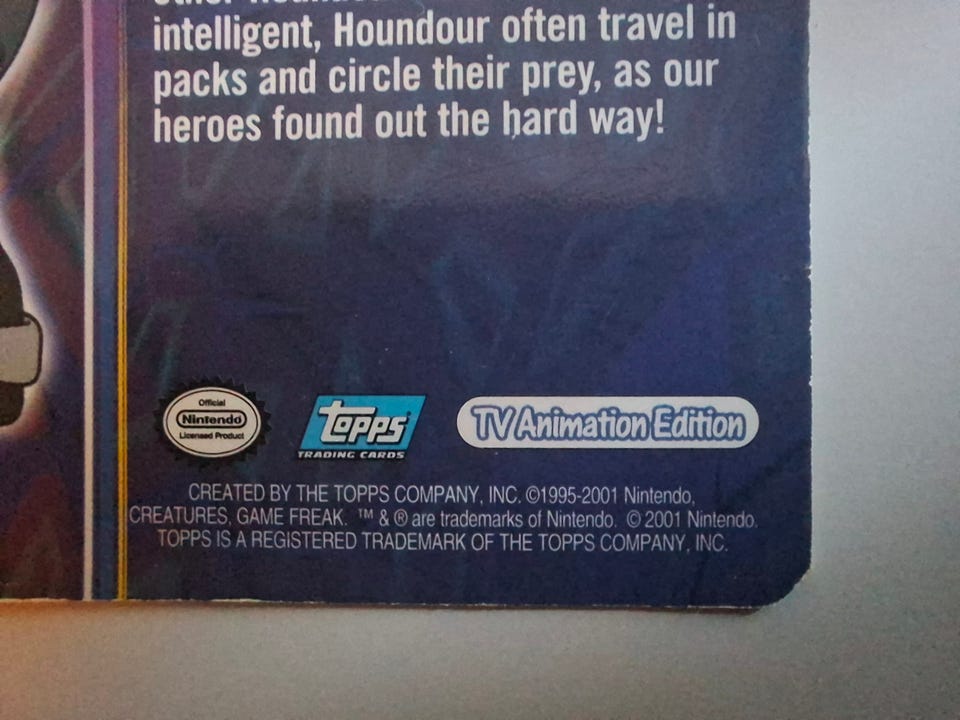 intelligent, Houndour often travel in
packs and circle their prey, as our
heroes found out the hard way!
Official
Nintendo
Licensed Product
topps
TRADING CARDS
TV Animation Edition
CREATED BY THE TOPPS COMPANY, INC. ©1995-2001 Nintendo,
CREATURES, GAME FREAK. ™ & ® are trademarks of Nintendo. © 2001 Nintendo.
TOPPS IS A REGISTERED TRADEMARK OF THE TOPPS COMPANY, INC.